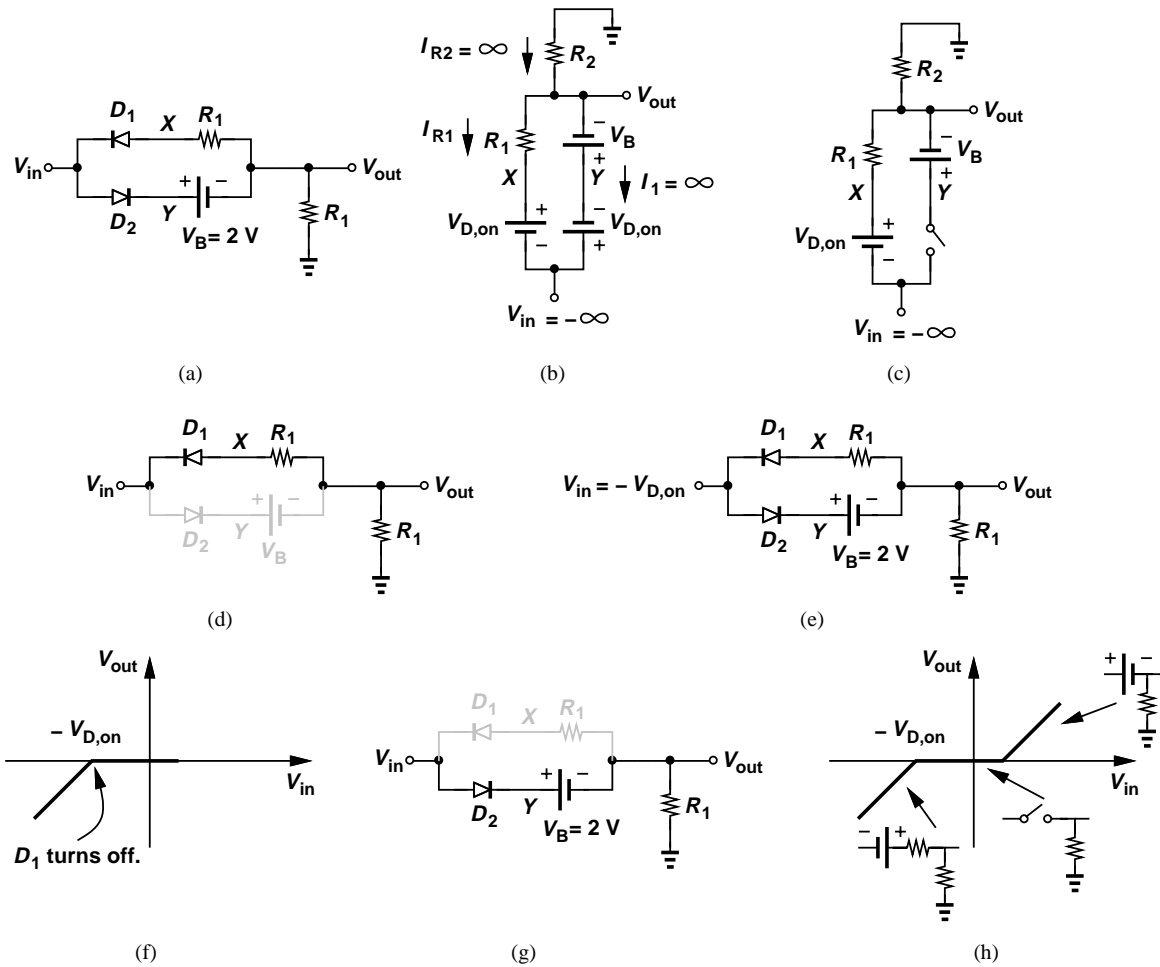 D1 X R1
Vin Vout
+ −
D2 Y R1
VB = 2 V
(a)
IR2 = ∞ R2
Vout
IR1 R1 − VB
X + Y I1 = ∞
VD,on + − − + VD,on
Vin = − ∞
(b)
R2
Vout
R1 − VB
X + Y
VD,on + −
Vin = − ∞
(c)
D1 X R1
Vin Vout
+ −
D2 Y VB R1
(d)
D1 X R1
Vin = − VD,on Vout
+ −
D2 Y R1
VB = 2 V
(e)
Vout
− VD,on
Vin
D1 turns off.
(f)
D1 X R1
Vin Vout
+ −
D2 Y R1
VB = 2 V
(g)
Vout + −
− VD,on
Vin
− +
(h)